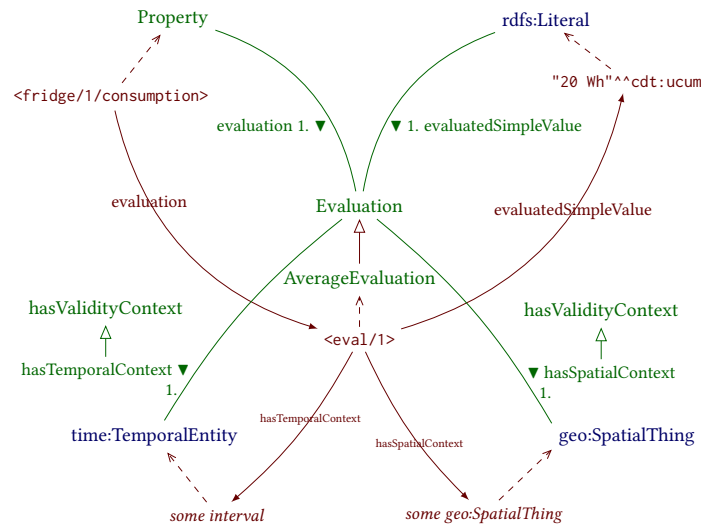 Property
rdfs:Literal
"20 Wh"^^cdt:ucum
<fridge/1/consumption>
evaluation 1. ▼
▼ 1. evaluatedSimpleValue
evaluation
Evaluation
evaluatedSimpleValue
AverageEvaluation
hasValidityContext
hasValidityContext
<eval/1>
hasTemporalContext ▼
1.
▼ hasSpatialContext
1.
hasTemporalContext
time:TemporalEntity
hasSpatialContext
geo:SpatialThing
some interval
some geo:SpatialThing